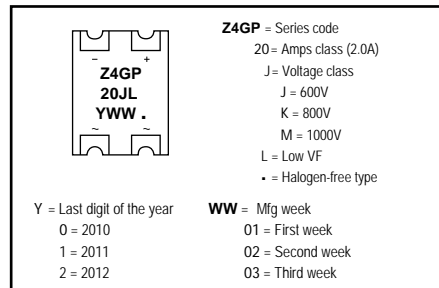 − +
Z4GP
20JL
YWW .
~ ~
Z4GP = Series code
20= Amps class (2.0A)
J= Voltage class
J = 600V
K = 800V
M = 1000V
L = Low VF
▪ = Halogen-free type
Y = Last digit of the year
0 = 2010
1 = 2011
2 = 2012
WW = Mfg week
01 = First week
02 = Second week
03 = Third week